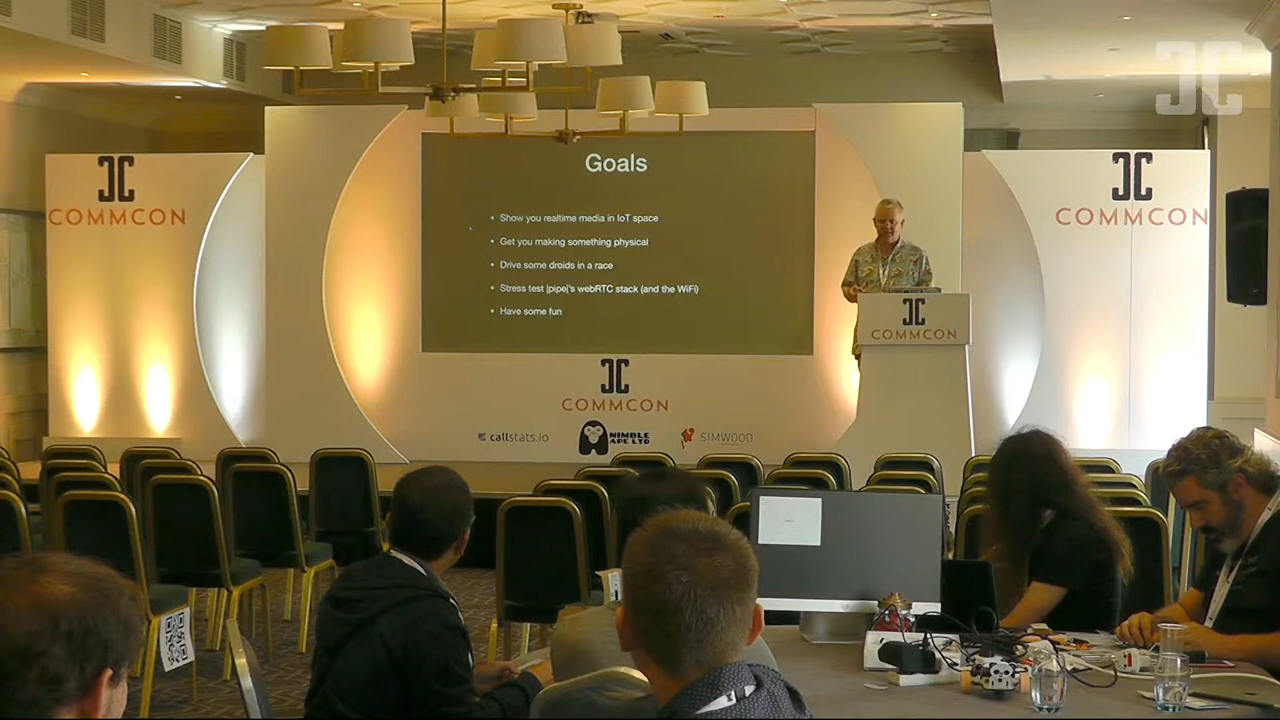 COMMCON
COMMCON
Goals
• Show you realtime media in IoT space
• Get you making something physical
• Drive some droids in a race
• Stress test |pipe|'s webRTC stack (and the WiFi)
• Have some fun
COMMCON
COMMCON
callstats.io
NIMBLE
APE LTD
SIMWOOD